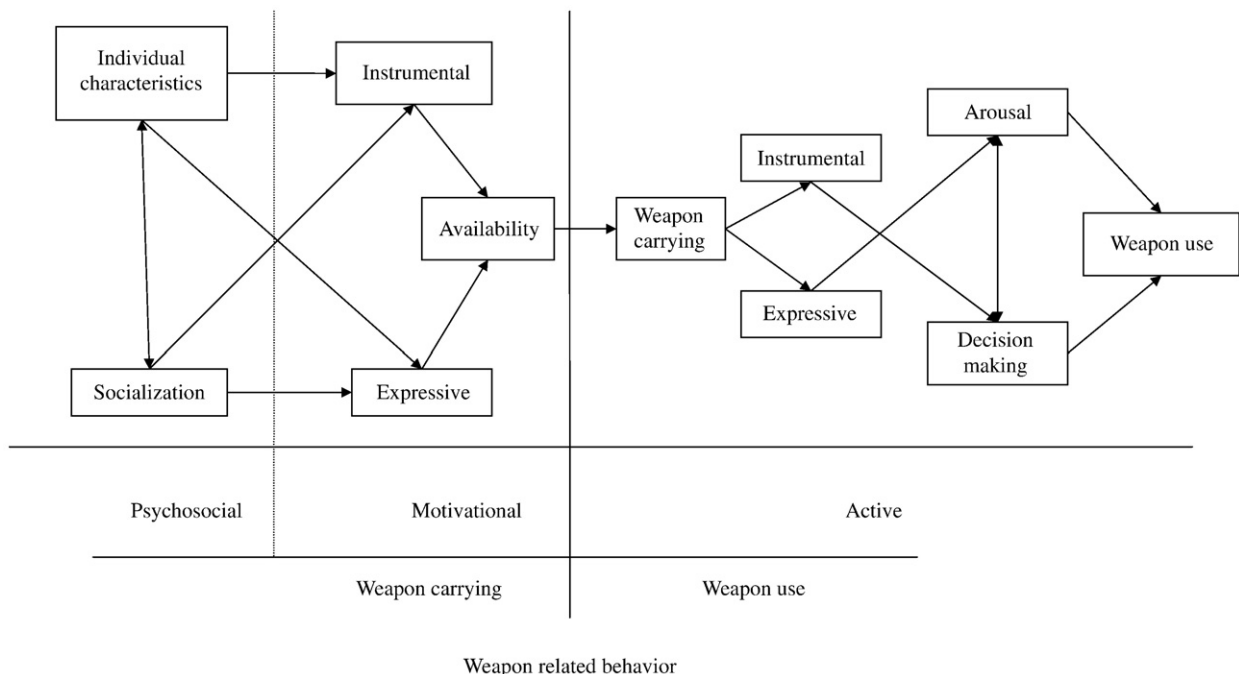 Individual
characteristics
Instrumental
Arousal
Instrumental
Availability
Weapon
carrying
Weapon use
Expressive
Decision
making
Socialization
Expressive
Psychosocial
Motivational
Active
Weapon carrying
Weapon use
Weapon related behavior